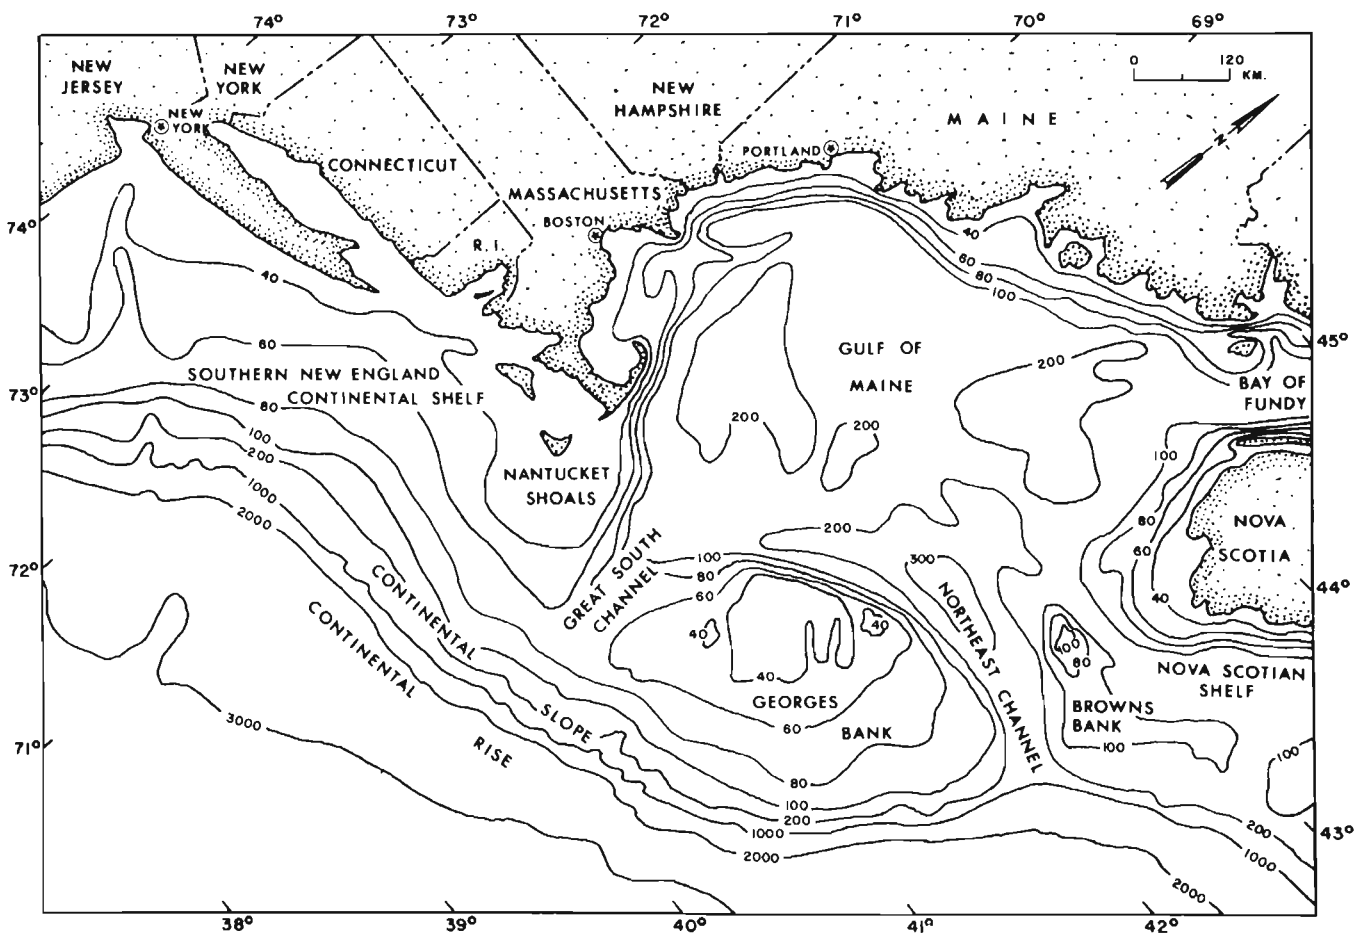 74° 73° 72° 71° 70° 69°
NEW
JERSEY
NEW
YORK
NEW
YORK
CONNECTICUT
MASSACHUSETTS
BOSTON
R. I.
NEW
HAMPSHIRE
PORTLAND
MAINE
0 120
KM.
N
74°
73°
72°
71°
45°
44°
43°
40
60
80
100
200
1000
2000
3000
SOUTHERN NEW ENGLAND
CONTINENTAL SHELF
NANTUCKET
SHOALS
GULF OF
MAINE
40
60
80
100
200
200
200
200
300
BAY OF
FUNDY
100
80
60
40
NOVA
SCOTIA
GREAT SOUTH
CHANNEL
100
80
60
40
40
40
60
80
100
200
1000
2000
GEORGES
BANK
NORTHEAST CHANNEL
CONTINENTAL
SLOPE
CONTINENTAL
RISE
100
80
BROWNS
BANK
100
NOVA SCOTIAN
SHELF
100
200
1000
2000
38° 39° 40° 41° 42°